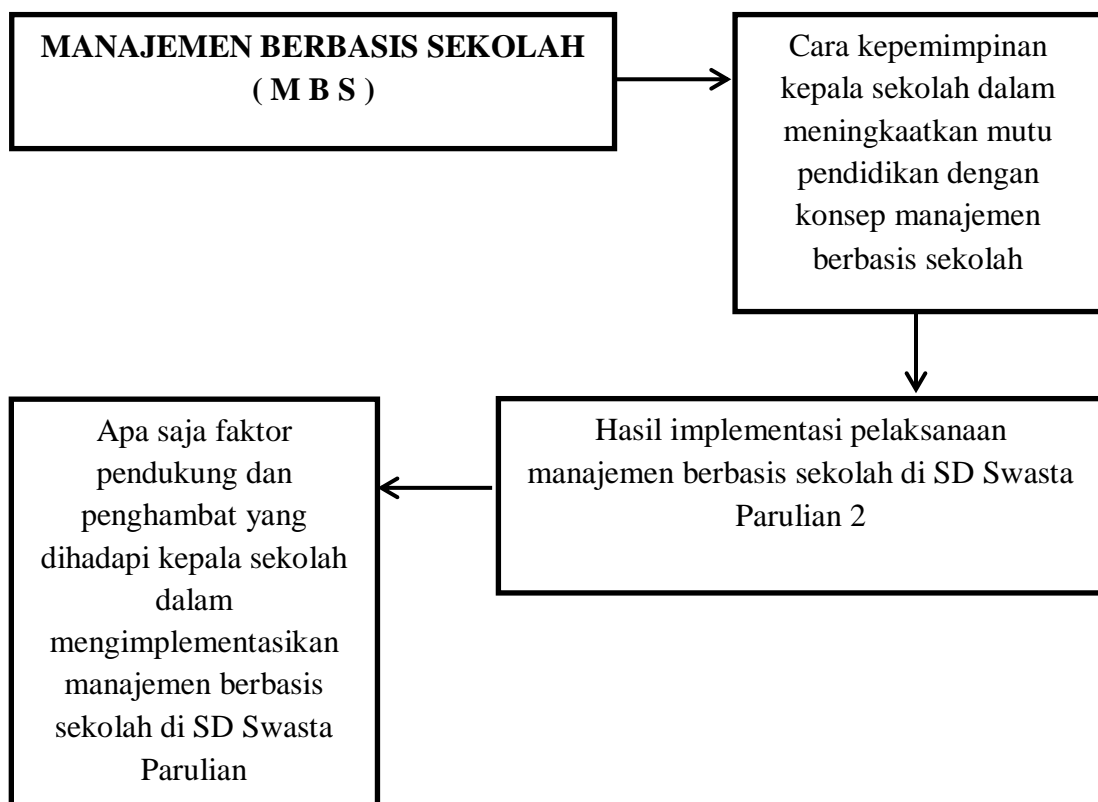 MANAJEMEN BERBASIS SEKOLAH
( M B S )
Cara kepemimpinan
kepala sekolah dalam
meningkaatkan mutu
pendidikan dengan
konsep manajemen
berbasis sekolah
Hasil implementasi pelaksanaan
manajemen berbasis sekolah di SD Swasta
Parulian 2
Apa saja faktor
pendukung dan
penghambat yang
dihadapi kepala sekolah
dalam
mengimplementasikan
manajemen berbasis
sekolah di SD Swasta
Parulian